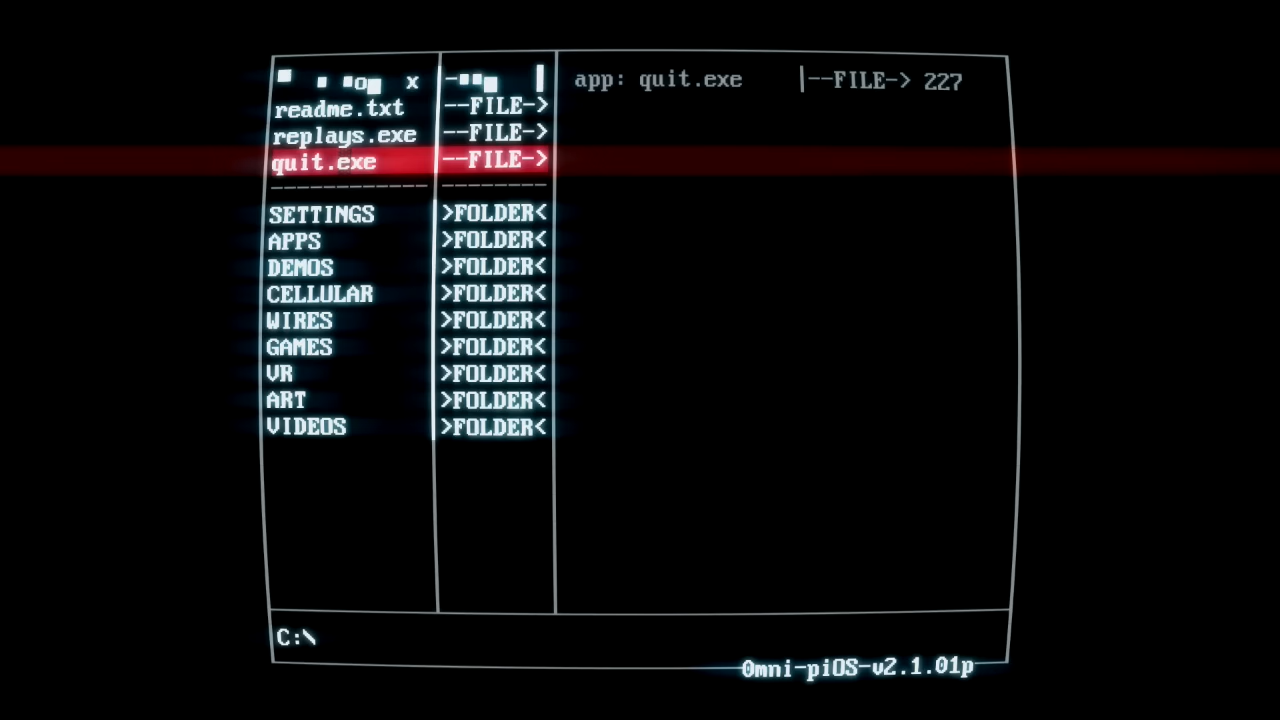 app: quit.exe |--FILE-> 227
readme.txt --FILE->
replays.exe --FILE->
quit.exe --FILE->
------------ --------
SETTINGS >FOLDER<
APPS >FOLDER<
DEMOS >FOLDER<
CELLULAR >FOLDER<
WIRES >FOLDER<
GAMES >FOLDER<
VR >FOLDER<
ART >FOLDER<
VIDEOS >FOLDER<
C:\
0mni-piOS-v2.1.01p